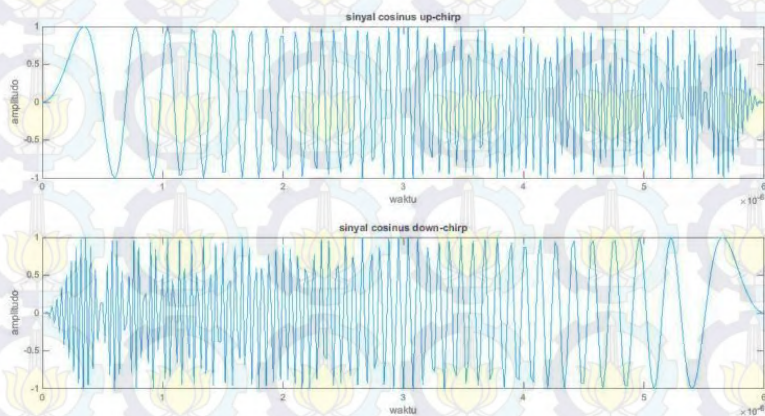 sinyal cosinus up-chirp
1
0.5
0
-0.5
-1
amplitudo
0 1 2 3 4 5 6
waktu
×10⁻⁶
sinyal cosinus down-chirp
1
0.5
0
-0.5
-1
amplitudo
0 1 2 3 4 5 6
waktu
×10⁻⁶